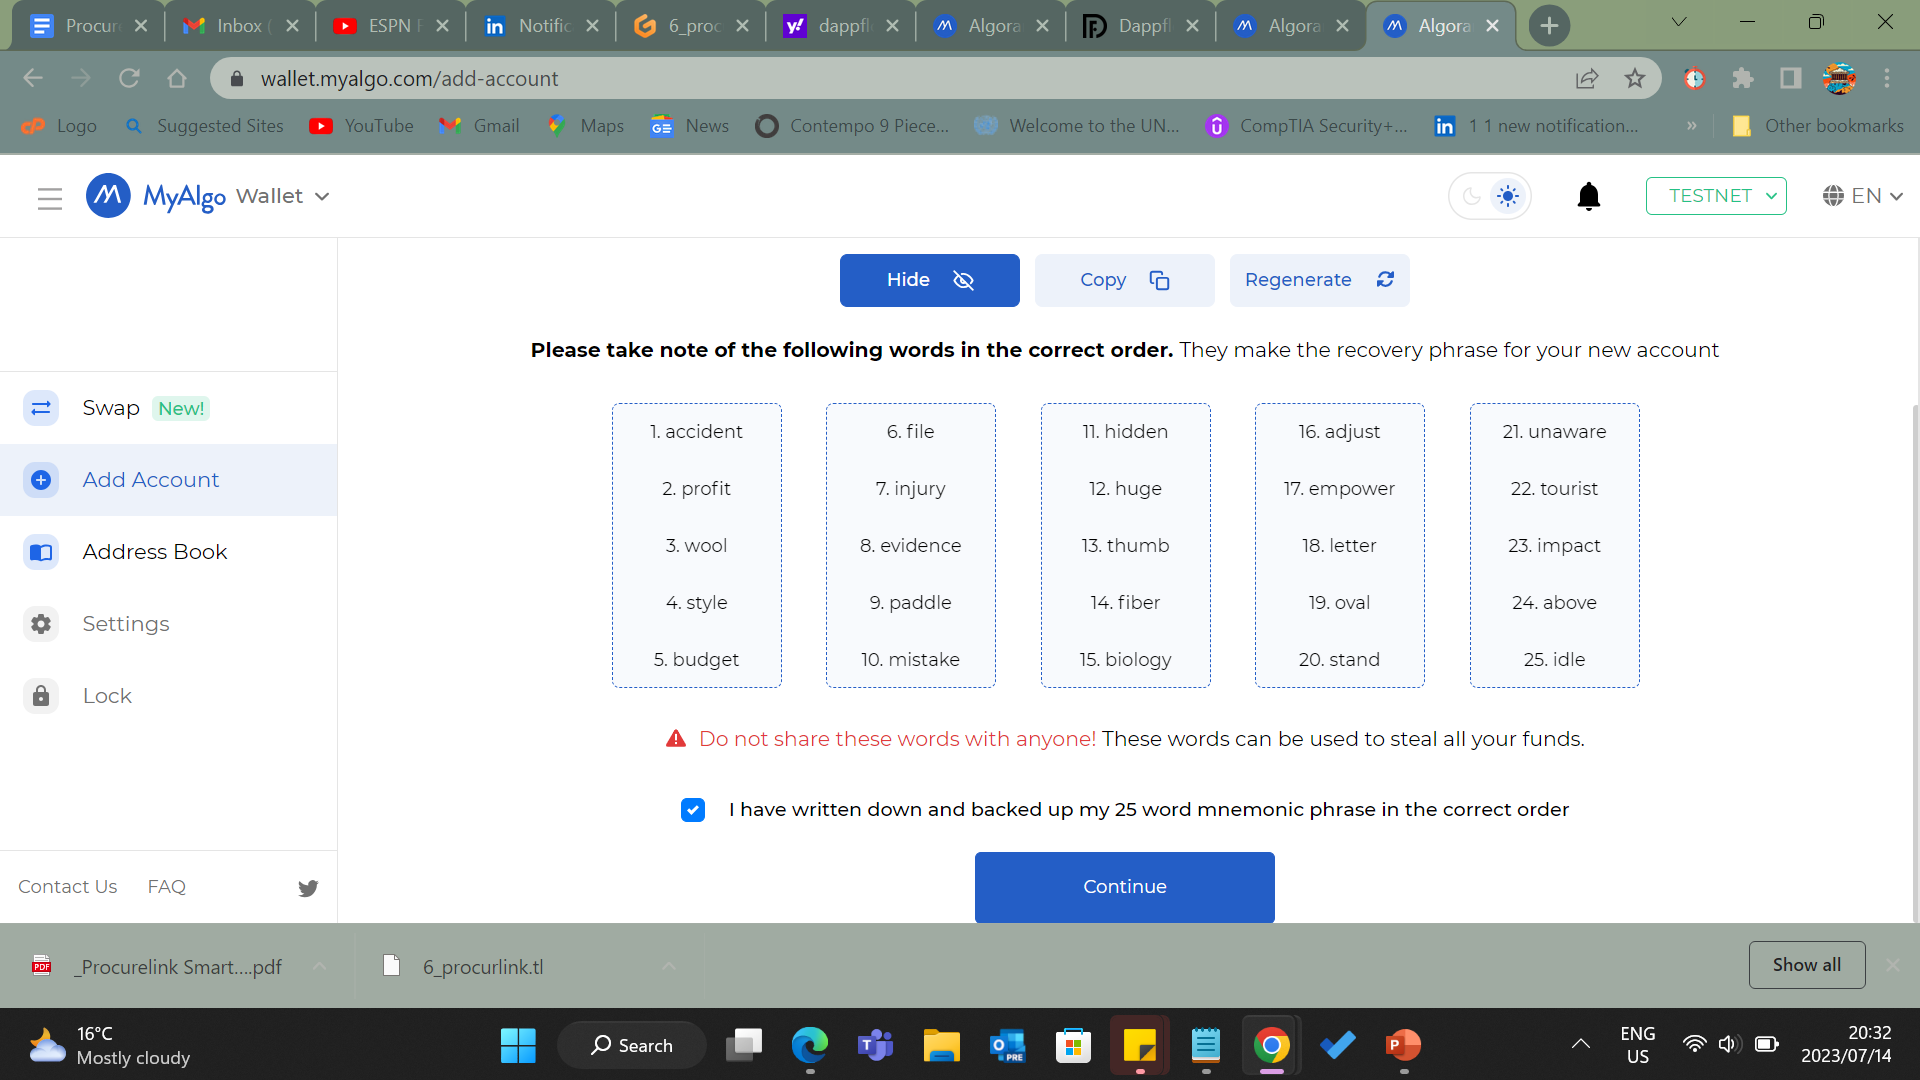 Procure
Inbox (
ESPN F
Notific
6_proc
dappfl
Algora
Dappfl
Algora
Algora
wallet.myalgo.com/add-account
Logo
Suggested Sites
YouTube
Gmail
Maps
News
Contempo 9 Piece...
Welcome to the UN...
CompTIA Security+...
1 1 new notification...
»
Other bookmarks
MyAlgo Wallet
TESTNET
EN
Hide
Copy
Regenerate
Please take note of the following words in the correct order. They make the recovery phrase for your new account
Swap New!
Add Account
Address Book
Settings
Lock
1. accident
2. profit
3. wool
4. style
5. budget
6. file
7. injury
8. evidence
9. paddle
10. mistake
11. hidden
12. huge
13. thumb
14. fiber
15. biology
16. adjust
17. empower
18. letter
19. oval
20. stand
21. unaware
22. tourist
23. impact
24. above
25. idle
Do not share these words with anyone! These words can be used to steal all your funds.
I have written down and backed up my 25 word mnemonic phrase in the correct order
Continue
Contact Us
FAQ
_Procurelink Smart....pdf
6_procurlink.tl
Show all
16°C
Mostly cloudy
Search
ENG
US
20:32
2023/07/14